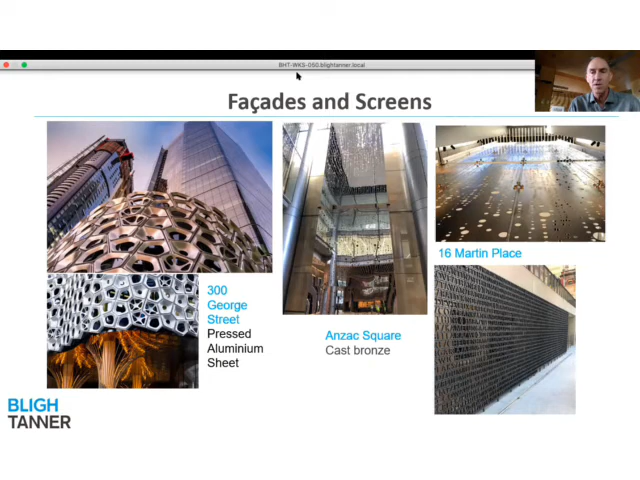 BHT-WKS-050.blightanner.local
Façades and Screens
300
George
Street
Pressed
Aluminium
Sheet
Anzac Square
Cast bronze
16 Martin Place
BLIGH
TANNER